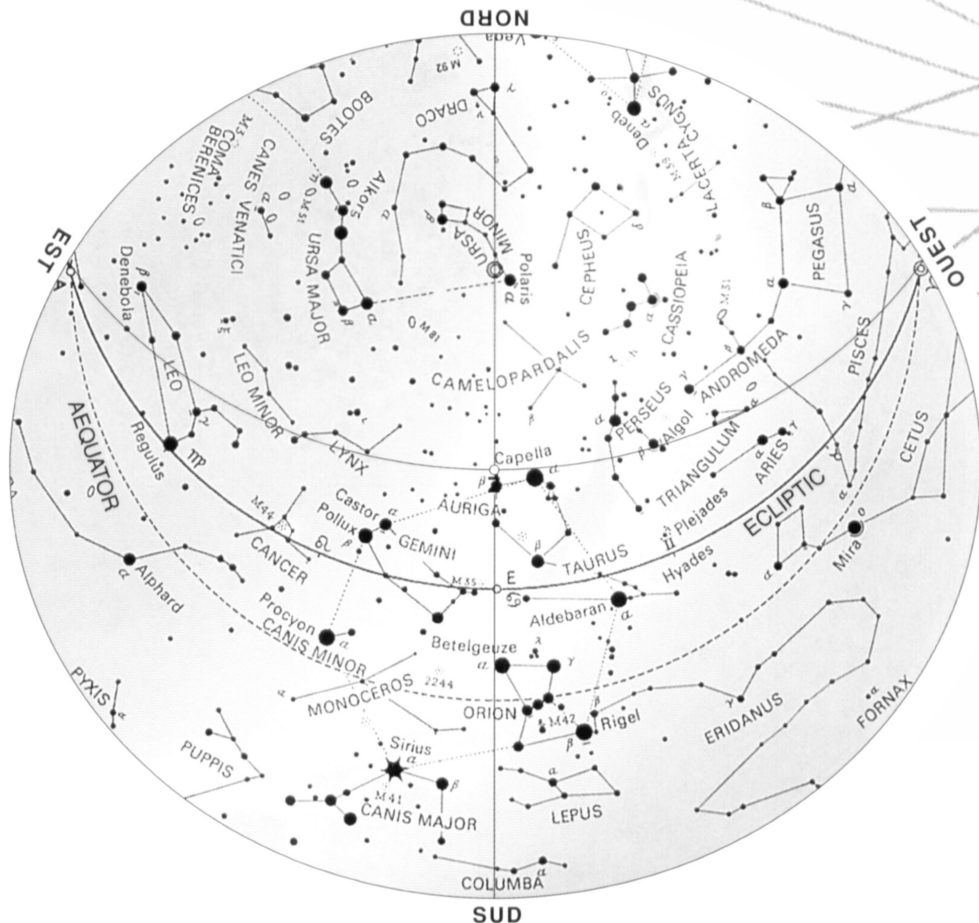 NORD
Vega
M 92
γ
DRACO
ν
BOOTES
Deneb
α
CYGNUS
M39
LACERTA
COMA
BERENICES
M3
CANES VENATICI
α
η
M51
Alkor
α
URSA
MINOR
β
β
α
PEGASUS
EST
OUEST
URSA MAJOR
Polaris
α
CEPHEUS
CASSIOPEIA
α
M31
α
γ
Denebola
β
β
α
M81
LEO
LEO MINOR
CAMELOPARDALIS
β
PISCES
β
ANDROMEDA
γ
PERSEUS
α
Algol
β
α
γ
AEQUATOR
Regulus
♍
LYNX
Capella
α
β
AURIGA
TRIANGULUM
ARIES
α
γ
CETUS
α
M44
CANCER
♌
Castor
α
Pollux
β
GEMINI
M35
E
♋
TAURUS
Plejades
♊
ECLIPTIC
Hyades
ο
Mira
α
Alphard
α
Procyon
α
CANIS MINOR
Aldebaran
α
Betelgeuze
α
λ
γ
MONOCEROS
α
2244
ORION
M42
β
Rigel
γ
ERIDANUS
α
FORNAX
PYXIS
α
PUPPIS
Sirius
α
β
M41
CANIS MAJOR
α
LEPUS
COLUMBA
α
SUD